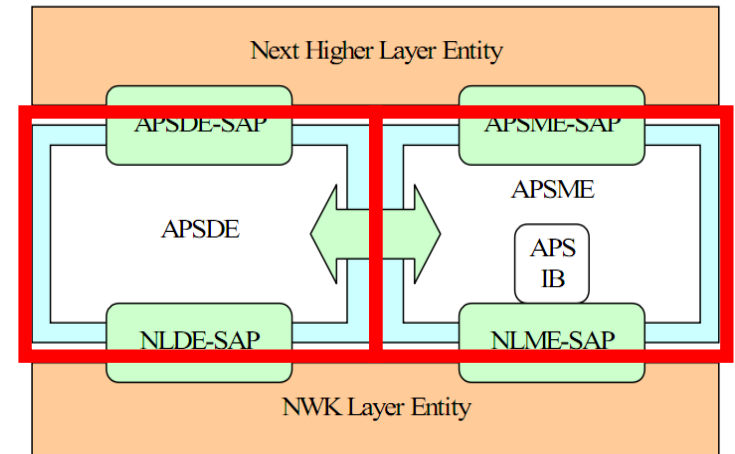 Next Higher Layer Entity
APSDE-SAP
APSME-SAP
APSME
APSDE
APS
IB
NLDE-SAP
NLME-SAP
NWK Layer Entity